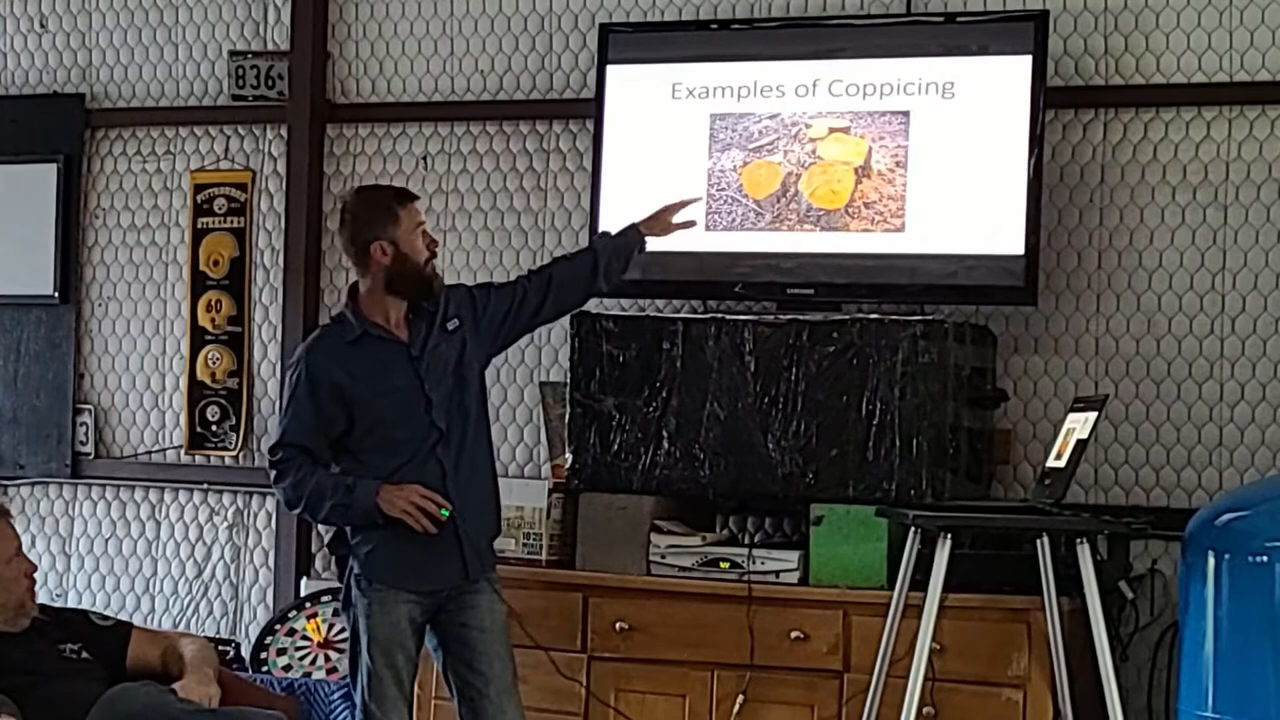 836
Examples of Coppicing
PITTSBURGH
STEELERS
60
3
SAMSUNG